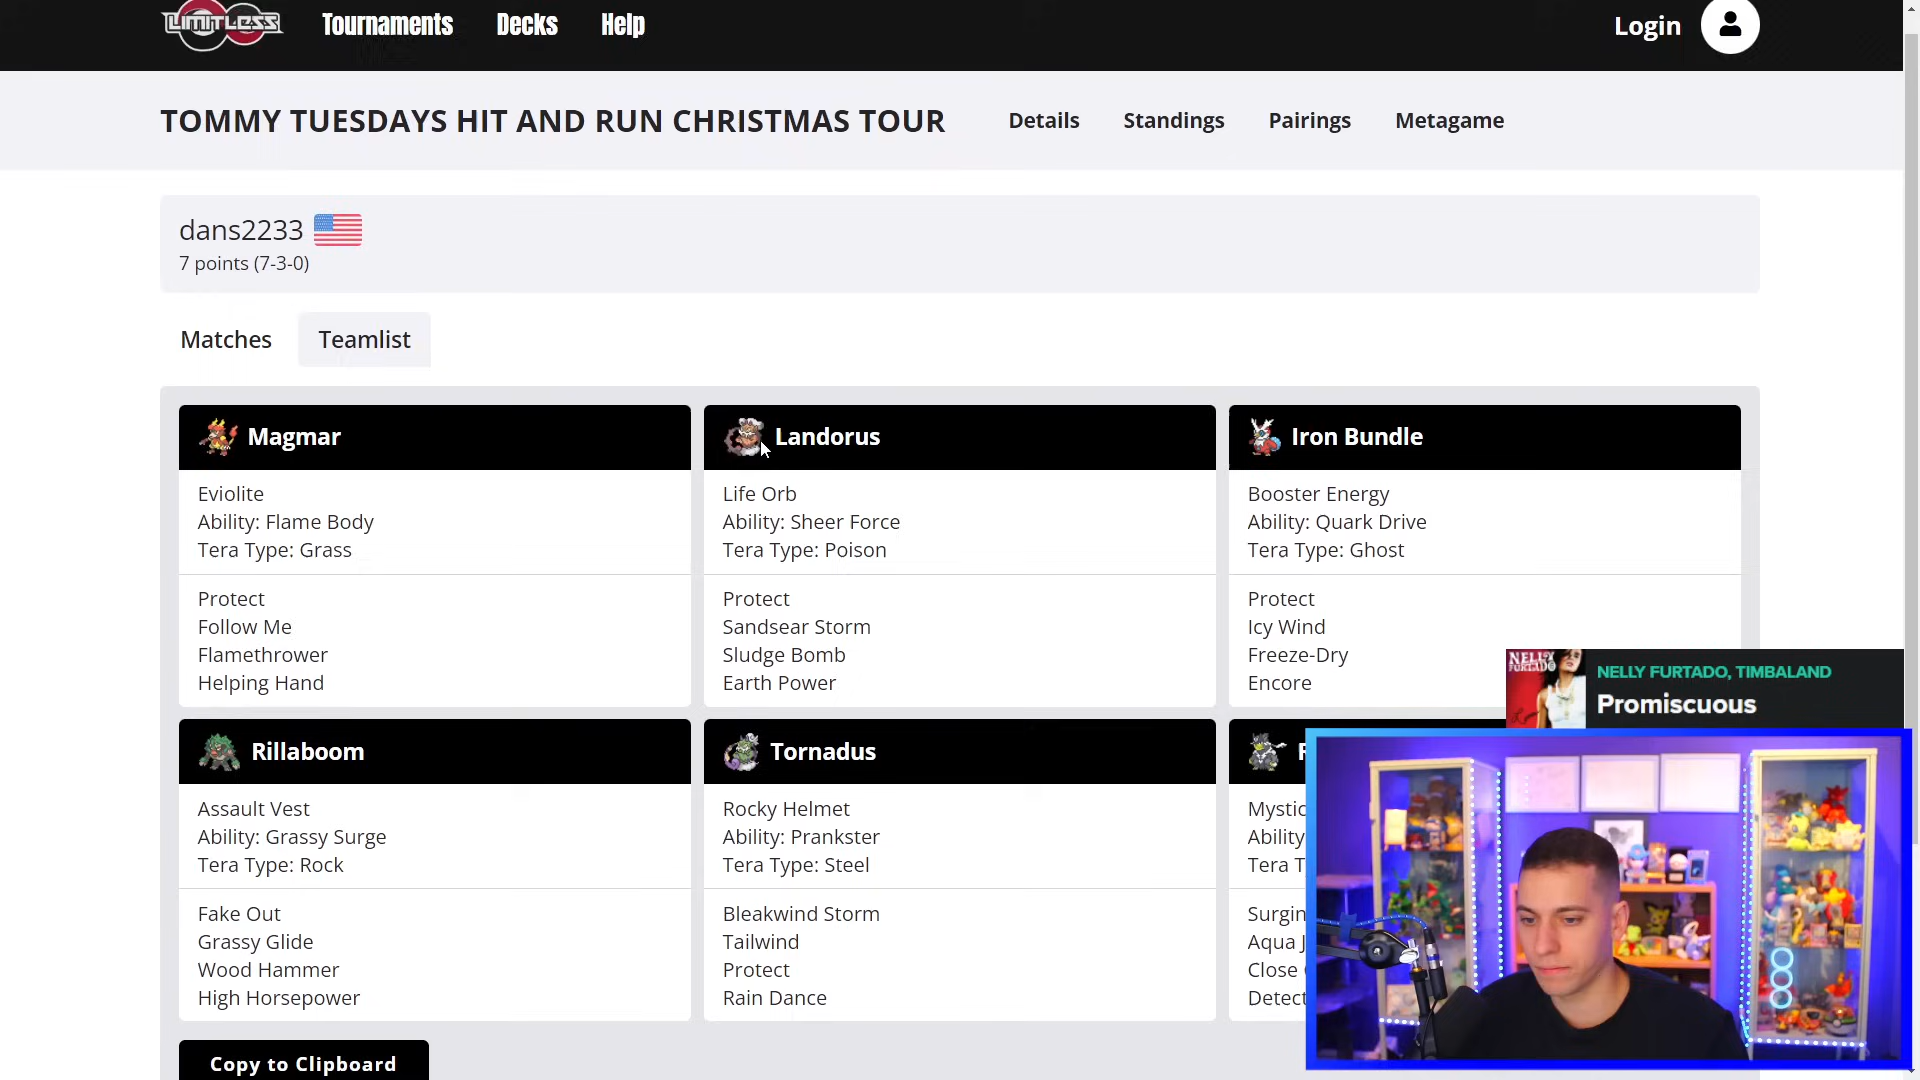 LIMITLESS
Tournaments Decks Help
Login
TOMMY TUESDAYS HIT AND RUN CHRISTMAS TOUR
Details Standings Pairings Metagame
dans2233
7 points (7-3-0)
Matches Teamlist
Magmar
Eviolite
Ability: Flame Body
Tera Type: Grass
Protect
Follow Me
Flamethrower
Helping Hand
Landorus
Life Orb
Ability: Sheer Force
Tera Type: Poison
Protect
Sandsear Storm
Sludge Bomb
Earth Power
Iron Bundle
Booster Energy
Ability: Quark Drive
Tera Type: Ghost
Protect
Icy Wind
Freeze-Dry
Encore
NELLY FURTADO
NELLY FURTADO, TIMBALAND
Promiscuous
Rillaboom
Assault Vest
Ability: Grassy Surge
Tera Type: Rock
Fake Out
Grassy Glide
Wood Hammer
High Horsepower
Tornadus
Rocky Helmet
Ability: Prankster
Tera Type: Steel
Bleakwind Storm
Tailwind
Protect
Rain Dance
Mystic
Ability
Tera T
Surgin
Aqua J
Close
Detect
Copy to Clipboard